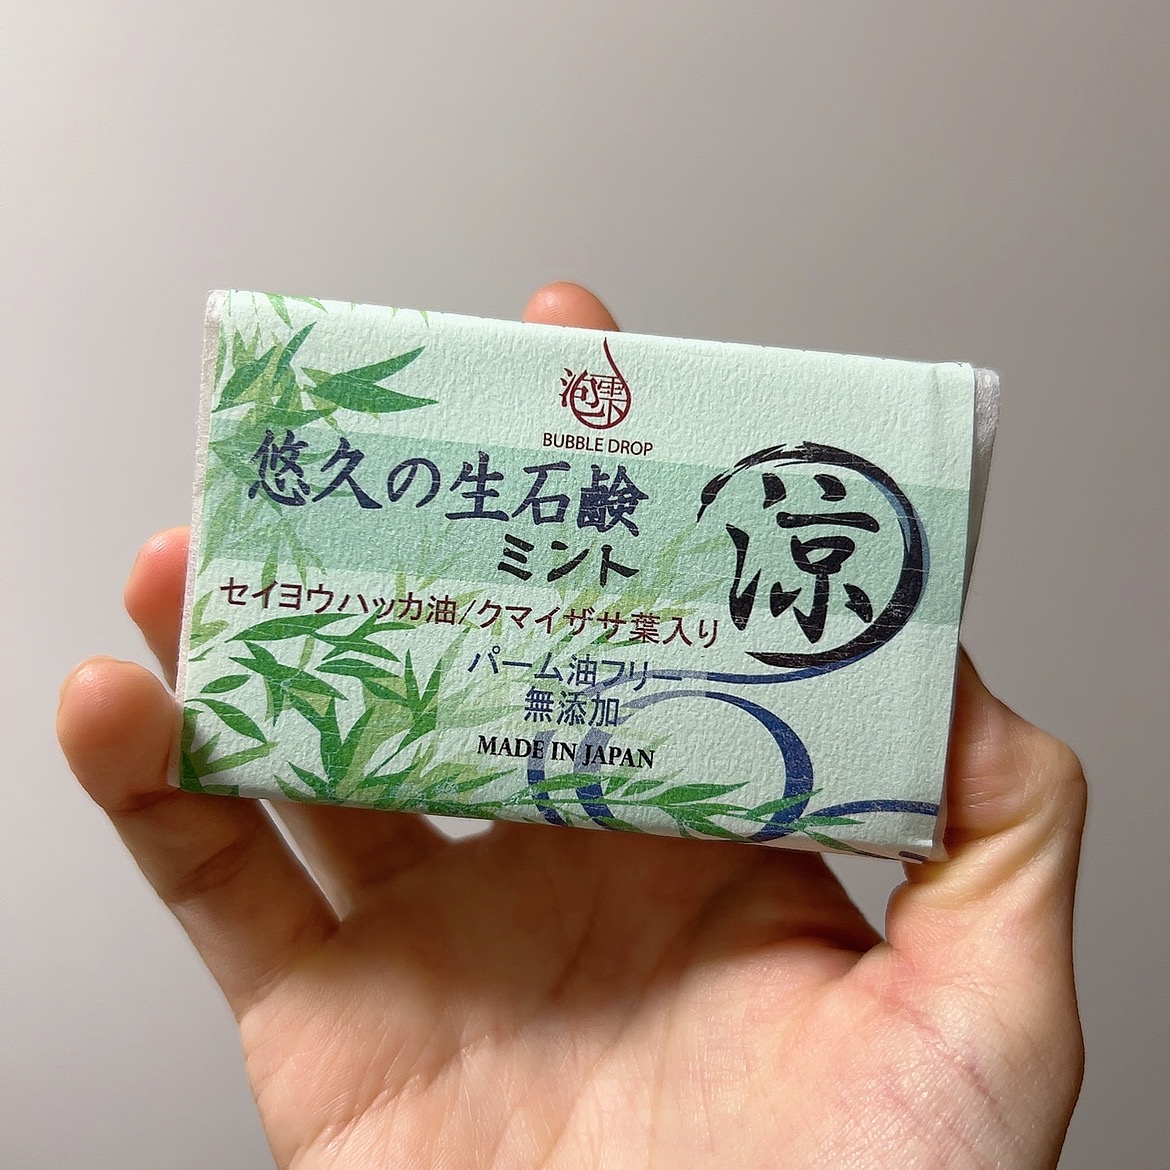 泡雫
BUBBLE DROP
悠久の生石鹸
ミント
涼
セイヨウハッカ油/クマイザサ葉入り
パーム油フリー
無添加
MADE IN JAPAN